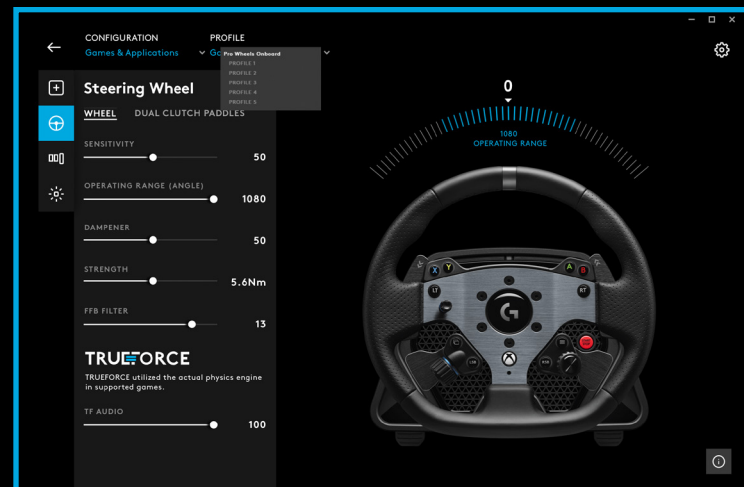 CONFIGURATION
PROFILE
Games & Applications
Pro Wheels Onboard
PROFILE 1
PROFILE 2
PROFILE 3
PROFILE 4
PROFILE 5
Steering Wheel
WHEEL DUAL CLUTCH PADDLES
SENSITIVITY
50
OPERATING RANGE (ANGLE)
1080
DAMPENER
50
STRENGTH
5.6Nm
FFB FILTER
13
TRUEFORCE
TRUEFORCE utilized the actual physics engine
in supported games.
TF AUDIO
100
0
1080
OPERATING RANGE
X Y A B
LT RT
G
LSB RSB